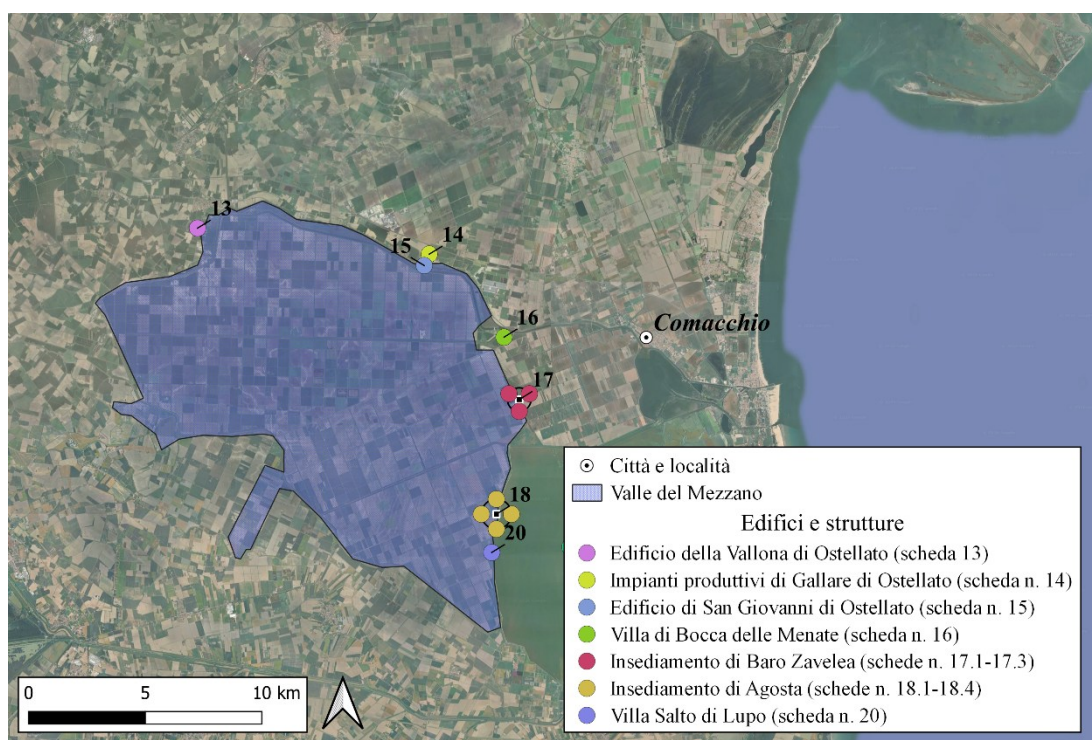 13
14
15
16
Comacchio
17
18
20
Città e località
Valle del Mezzano
Edifici e strutture
Edificio della Vallona di Ostellato (scheda 13)
Impianti produttivi di Gallare di Ostellato (scheda n. 14)
Edificio di San Giovanni di Ostellato (scheda n. 15)
Villa di Bocca delle Menate (scheda n. 16)
Insediamento di Baro Zavelea (schede n. 17.1-17.3)
Insediamento di Agosta (schede n. 18.1-18.4)
Villa Salto di Lupo (scheda n. 20)
0 5 10 km